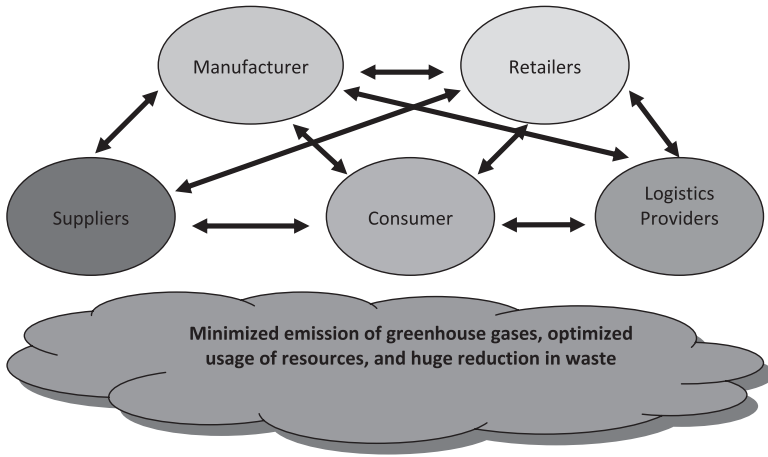 Manufacturer
Retailers
Suppliers
Consumer
Logistics
Providers
Minimized emission of greenhouse gases, optimized
usage of resources, and huge reduction in waste